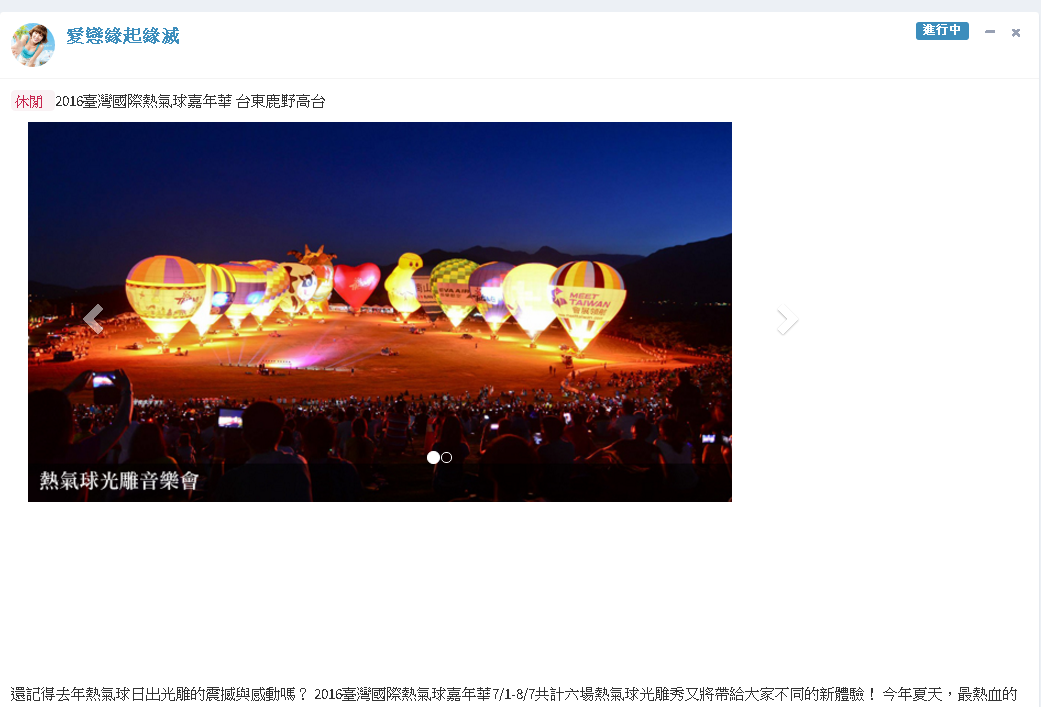 愛戀緣起緣滅
進行中
休閒 2016臺灣國際熱氣球嘉年華 台東鹿野高台
EVA AIR
MEET
TAIWAN
熱氣球光雕音樂會
還記得去年熱氣球日出光雕的震撼與感動嗎？ 2016臺灣國際熱氣球嘉年華7/1-8/7共計六場熱氣球光雕秀又將帶給大家不同的新體驗！ 今年夏天，最熱血的